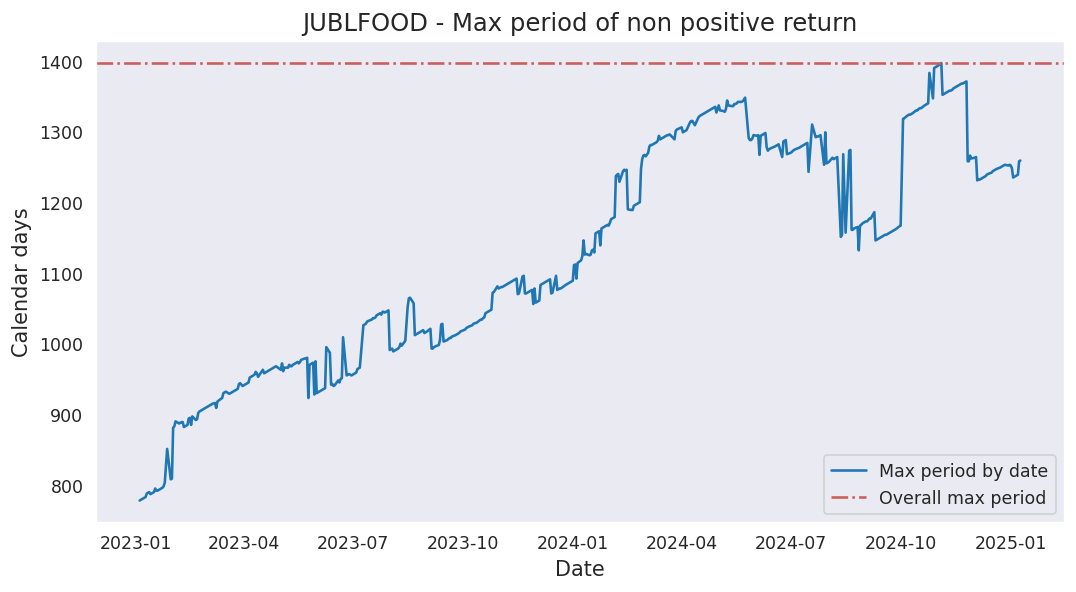 JUBLFOOD - Max period of non positive return
Calendar days
1400
1300
1200
1100
1000
900
800
2023-01 2023-04 2023-07 2023-10 2024-01 2024-04 2024-07 2024-10 2025-01
Date
Max period by date
Overall max period